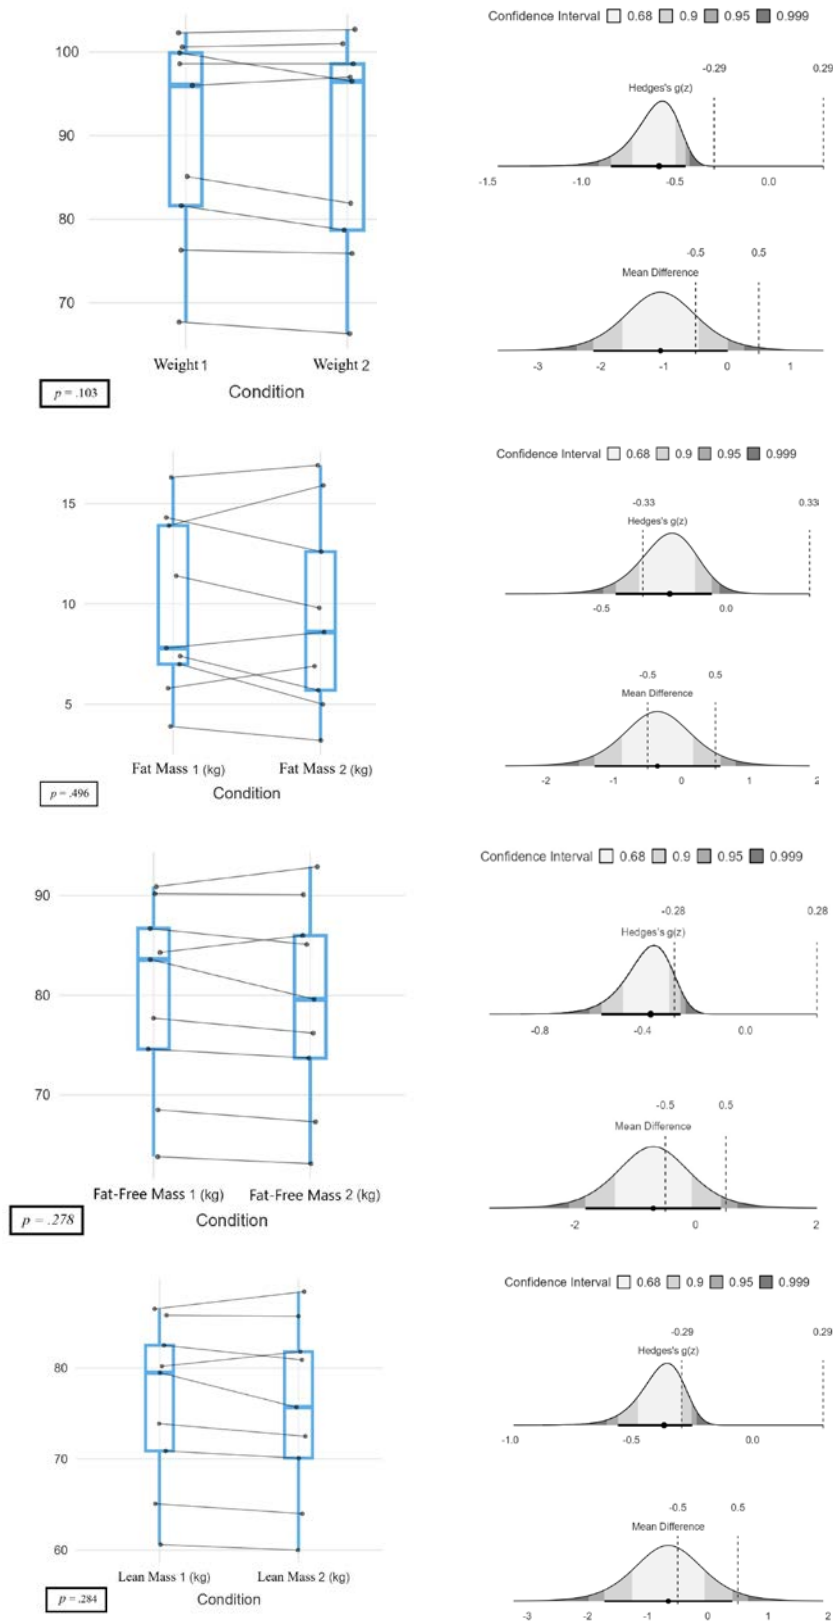 Confidence Interval 0.68 0.9 0.95 0.999
100
90
80
70
Weight 1 Weight 2
p = .103
Condition
-0.29 0.29
Hedges's g(z)
-1.5 -1.0 -0.5 0.0
-0.5 0.5
Mean Difference
-3 -2 -1 0 1
Confidence Interval 0.68 0.9 0.95 0.999
15
10
5
Fat Mass 1 (kg) Fat Mass 2 (kg)
p = .496
Condition
-0.33 0.33
Hedges's g(z)
-0.5 0.0
-0.5 0.5
Mean Difference
-2 -1 0 1 2
Confidence Interval 0.68 0.9 0.95 0.999
90
80
70
Fat-Free Mass 1 (kg) Fat-Free Mass 2 (kg)
p = .278
Condition
-0.28 0.28
Hedges's g(z)
-0.8 -0.4 0.0
-0.5 0.5
Mean Difference
-2 0 2
Confidence Interval 0.68 0.9 0.95 0.999
80
70
60
Lean Mass 1 (kg) Lean Mass 2 (kg)
p = .284
Condition
-0.29 0.29
Hedges's g(z)
-1.0 -0.5 0.0
-0.5 0.5
Mean Difference
-3 -2 -1 0 1 2